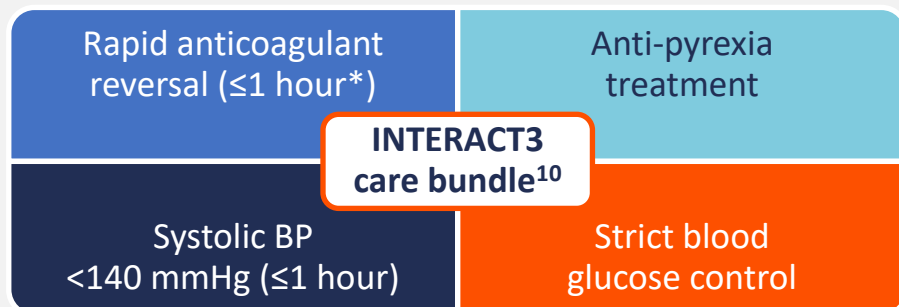 Rapid anticoagulant
reversal (≤1 hour*)
Anti-pyrexia
treatment
INTERACT3
care bundle¹⁰
Systolic BP
<140 mmHg (≤1 hour)
Strict blood
glucose control